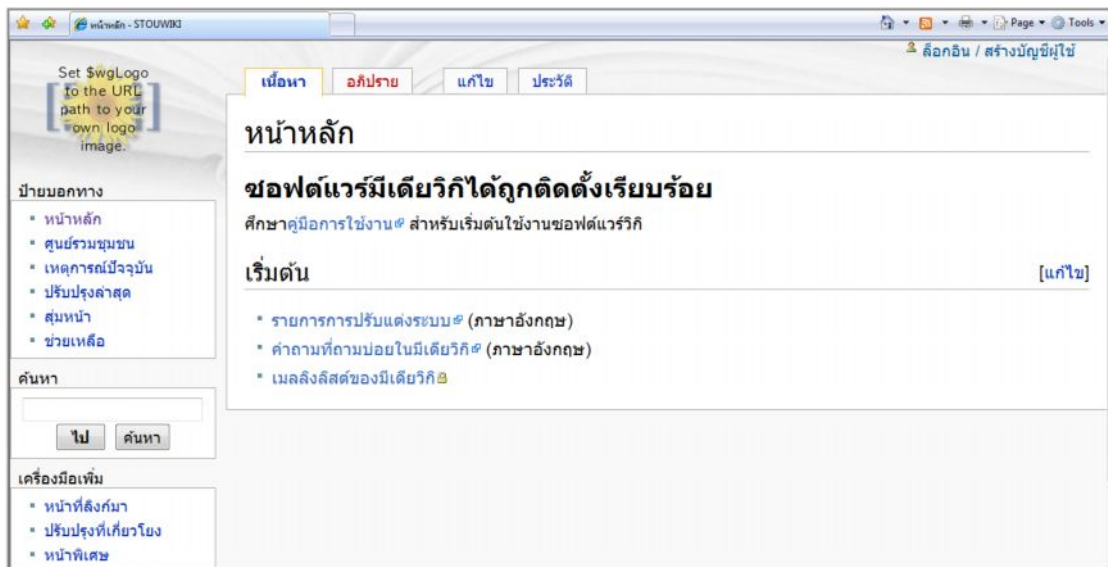 หน้าหลัก - STOUWIKI
Page
Tools
ล็อกอิน / สร้างบัญชีผู้ใช้
Set $wgLogo
to the URL
path to your
own logo
image.
เนื้อหา อภิปราย แก้ไข ประวัติ
หน้าหลัก
ซอฟต์แวร์มีเดียวิกิได้ถูกติดตั้งเรียบร้อย
ศึกษาคู่มือการใช้งาน สำหรับเริ่มต้นใช้งานซอฟต์แวร์วิกิ
เริ่มต้น [แก้ไข]
รายการการปรับแต่งระบบ (ภาษาอังกฤษ)
คำถามที่ถามบ่อยในมีเดียวิกิ (ภาษาอังกฤษ)
เมลลิงลิสต์ของมีเดียวิกิ
ป้ายบอกทาง
หน้าหลัก
ศูนย์รวมชุมชน
เหตุการณ์ปัจจุบัน
ปรับปรุงล่าสุด
สุ่มหน้า
ช่วยเหลือ
ค้นหา
ไป ค้นหา
เครื่องมือเพิ่ม
หน้าที่ลิงก์มา
ปรับปรุงที่เกี่ยวโยง
หน้าพิเศษ